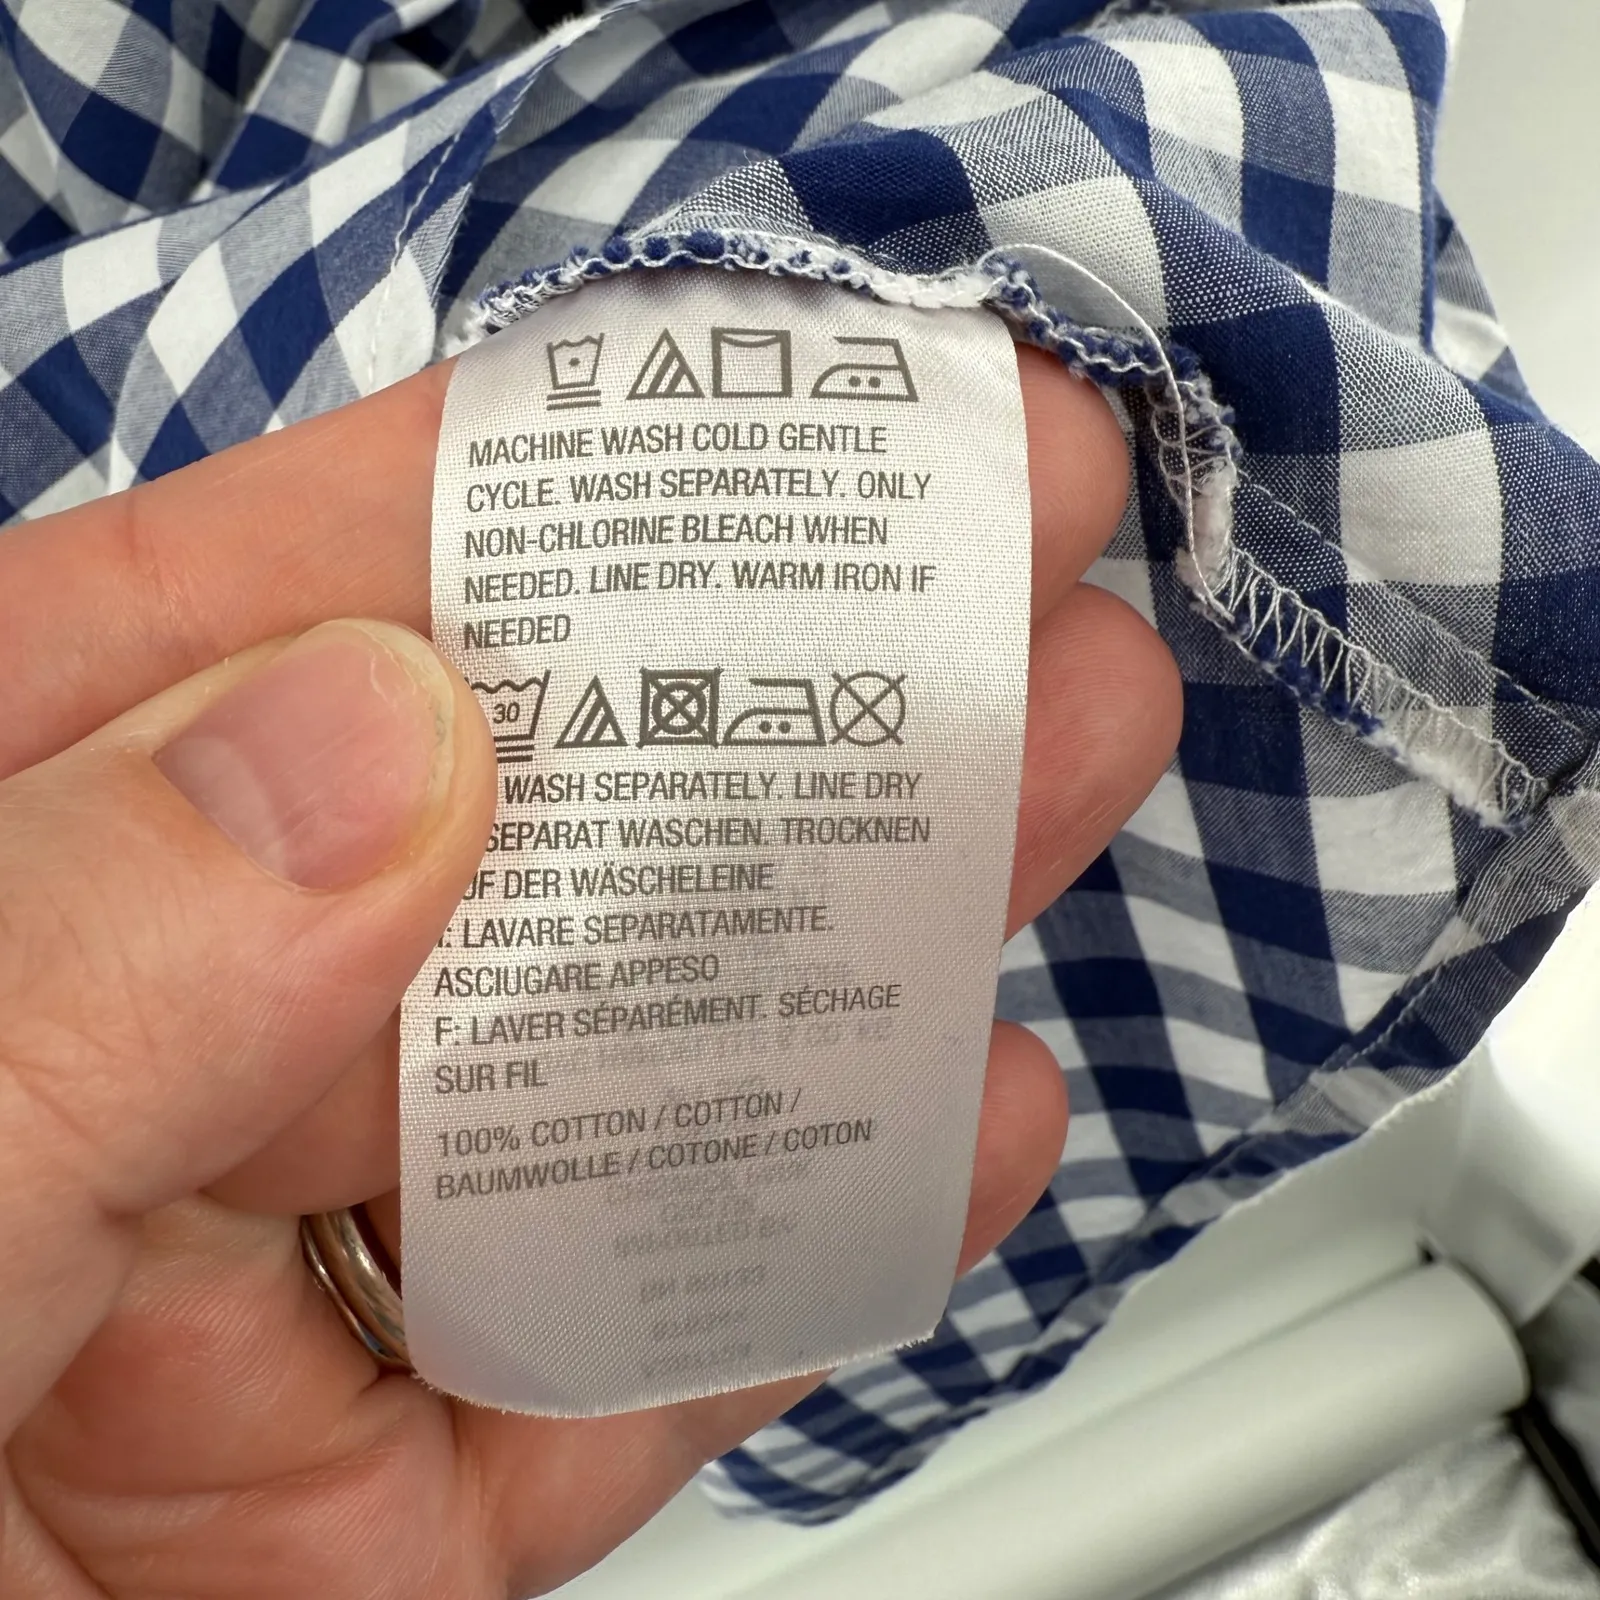 MACHINE WASH COLD GENTLE
CYCLE. WASH SEPARATELY. ONLY
NON-CHLORINE BLEACH WHEN
NEEDED. LINE DRY. WARM IRON IF
NEEDED
30
WASH SEPARATELY. LINE DRY
SEPARAT WASCHEN. TROCKNEN
DER WÄSCHELEINE
LAVARE SEPARATAMENTE.
ASCIUGARE APPESO
F: LAVER SÉPARÉMENT. SÉCHAGE
SUR FIL
100% COTTON / COTTON /
BAUMWOLLE / COTONE / COTON